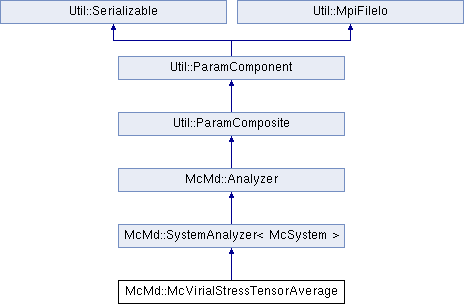 Util::Serializable
Util::MpiFileIo
Util::ParamComponent
Util::ParamComposite
McMd::Analyzer
McMd::SystemAnalyzer< McSystem >
McMd::McVirialStressTensorAverage